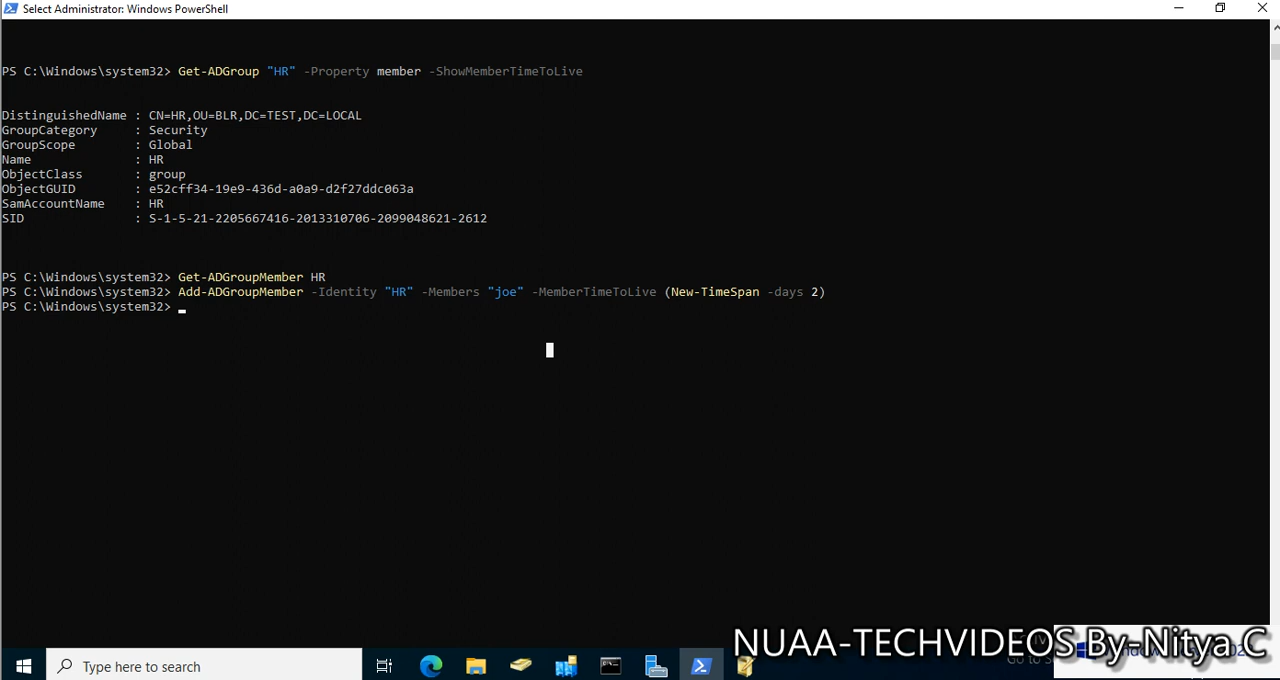 Select Administrator: Windows PowerShell
PS C:\Windows\system32> Get-ADGroup "HR" -Property member -ShowMemberTimeToLive
DistinguishedName : CN=HR,OU=BLR,DC=TEST,DC=LOCAL
GroupCategory     : Security
GroupScope        : Global
Name              : HR
ObjectClass       : group
ObjectGUID        : e52cff34-19e9-436d-a0a9-d2f27ddc063a
SamAccountName    : HR
SID               : S-1-5-21-2205667416-2013310706-2099048621-2612
PS C:\Windows\system32> Get-ADGroupMember HR
PS C:\Windows\system32> Add-ADGroupMember -Identity "HR" -Members "joe" -MemberTimeToLive (New-TimeSpan -days 2)
PS C:\Windows\system32>
NUAA-TECHVIDEOS By-Nitya C
Type here to search